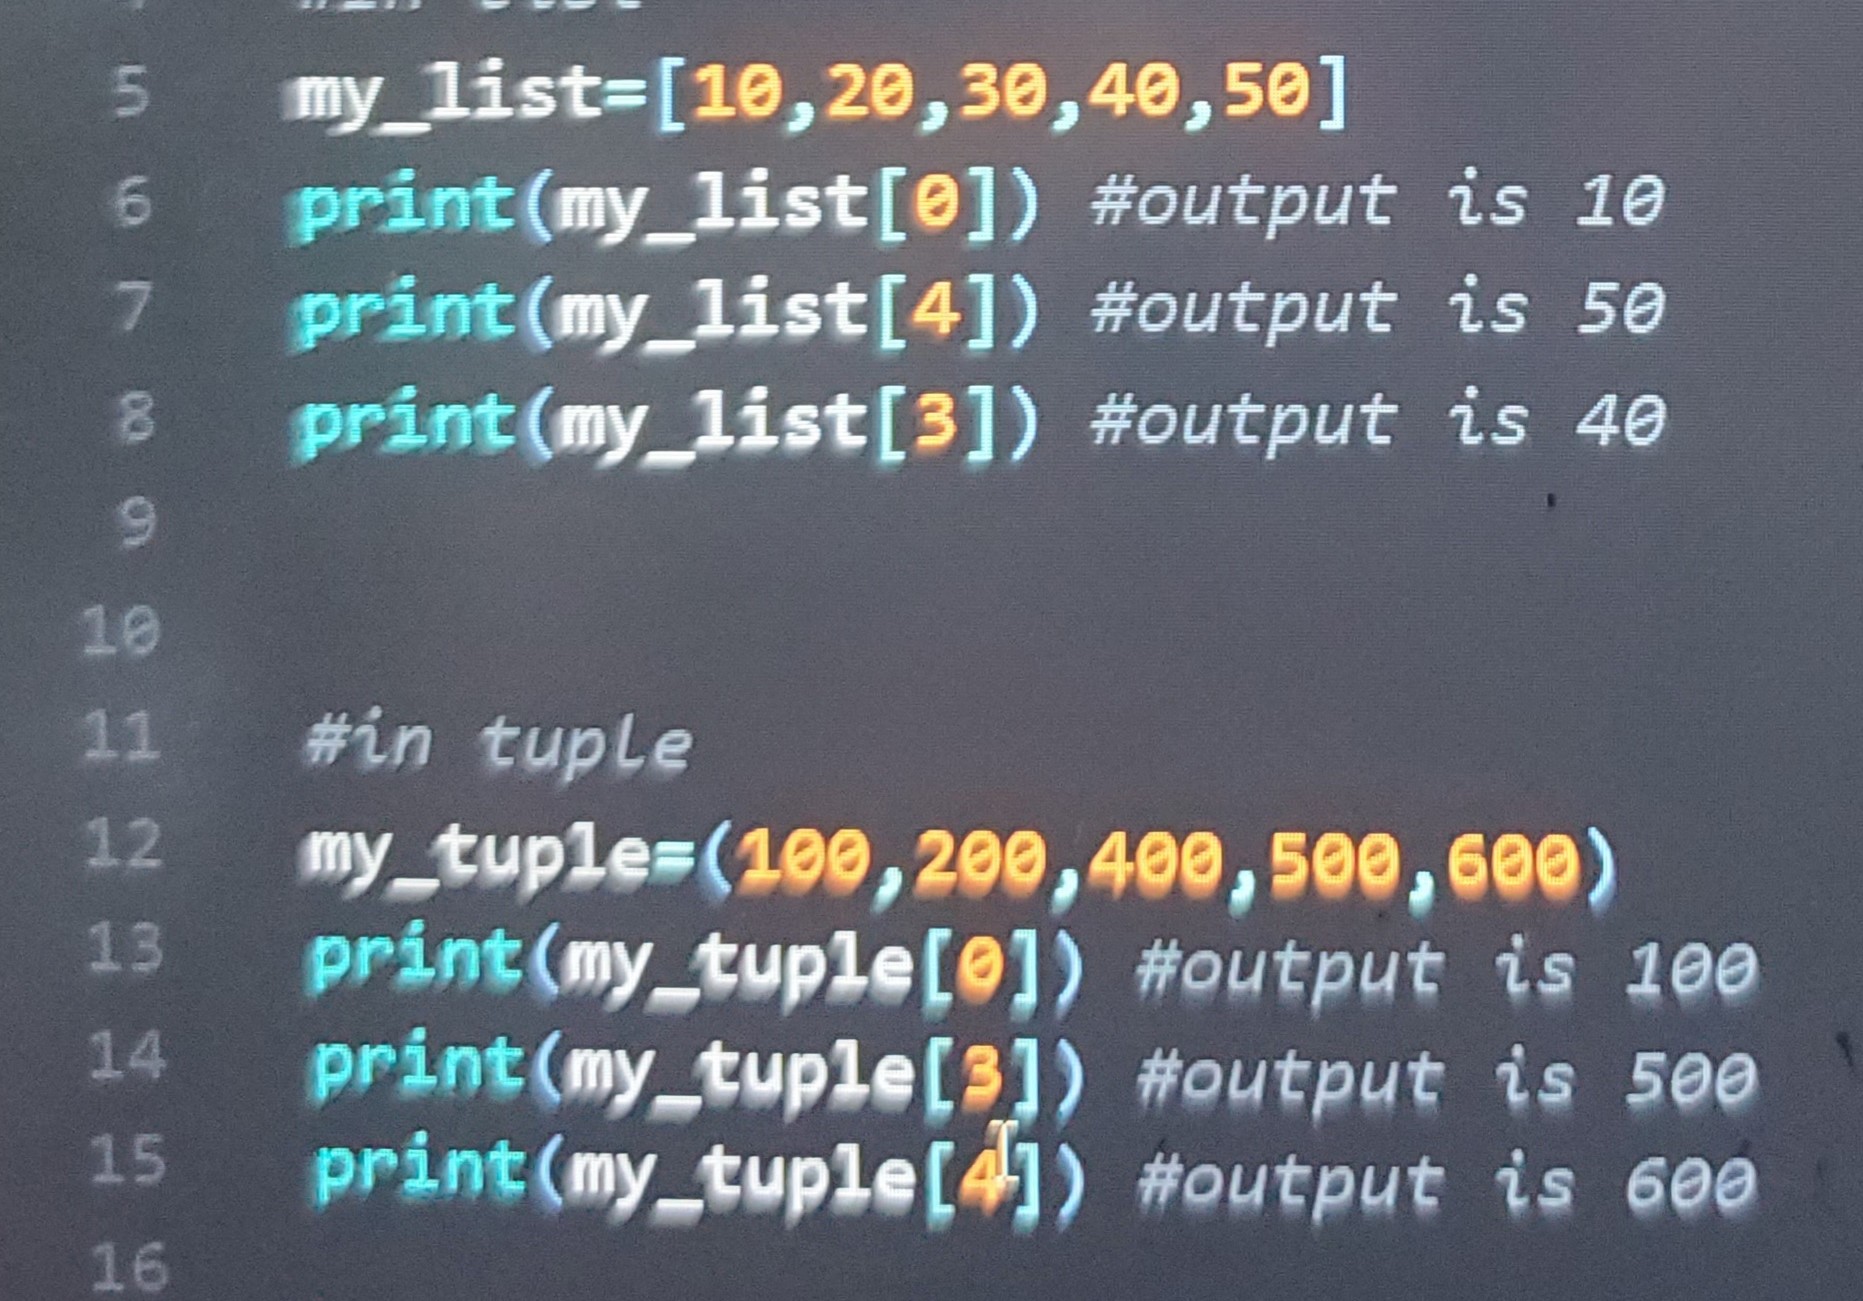 #in list
5 my_list=[10,20,30,40,50]
6 print(my_list[0]) #output is 10
7 print(my_list[4]) #output is 50
8 print(my_list[3]) #output is 40
9
10
11 #in tuple
12 my_tuple=(100,200,400,500,600)
13 print(my_tuple[0]) #output is 100
14 print(my_tuple[3]) #output is 500
15 print(my_tuple[4]) #output is 600
16